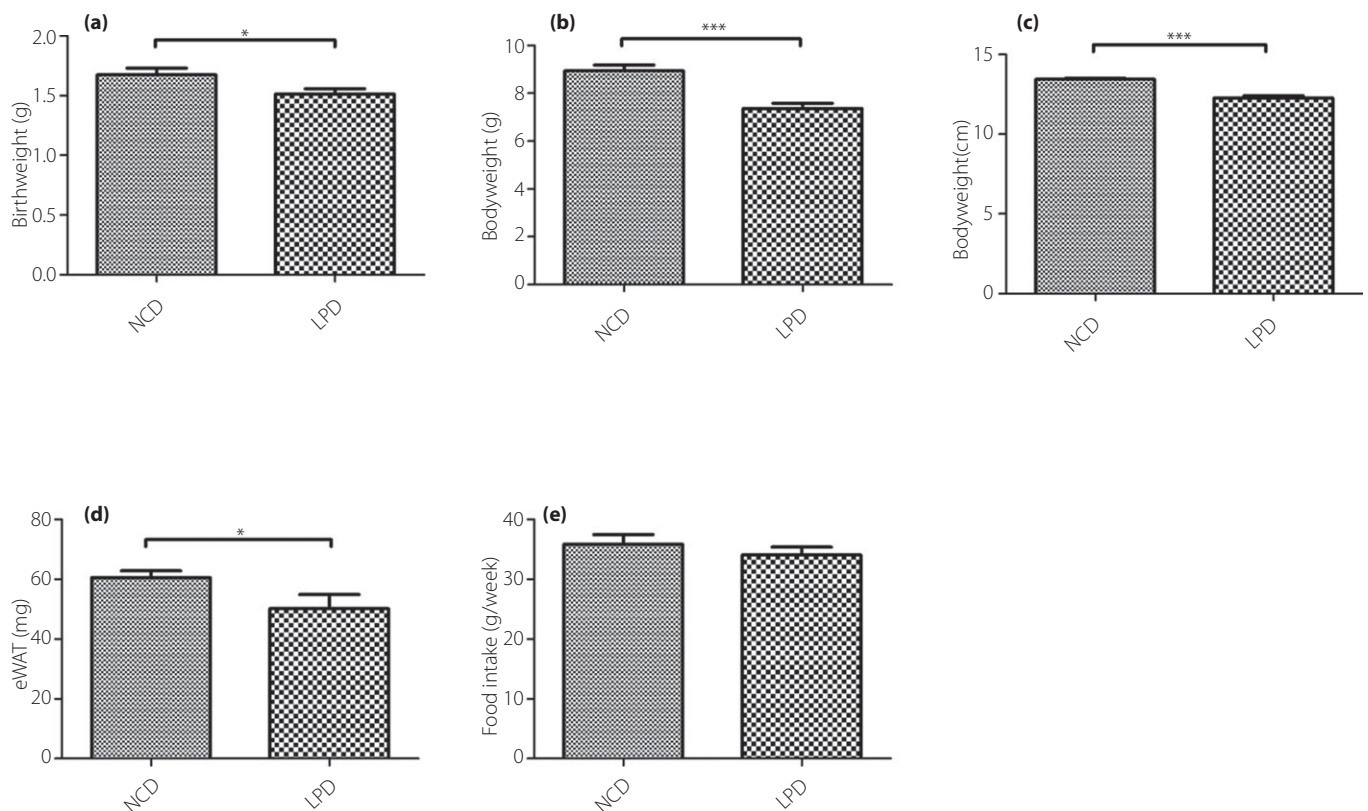 (a)
2.0
1.5
1.0
0.5
0.0
Birthweight (g)
*
NCD
LPD
(b)
10
8
6
4
2
0
Bodyweight (g)
***
NCD
LPD
(c)
15
10
5
0
Bodyweight(cm)
***
NCD
LPD
(d)
80
60
40
20
0
eWAT (mg)
*
NCD
LPD
(e)
40
30
20
10
0
Food intake (g/week)
NCD
LPD